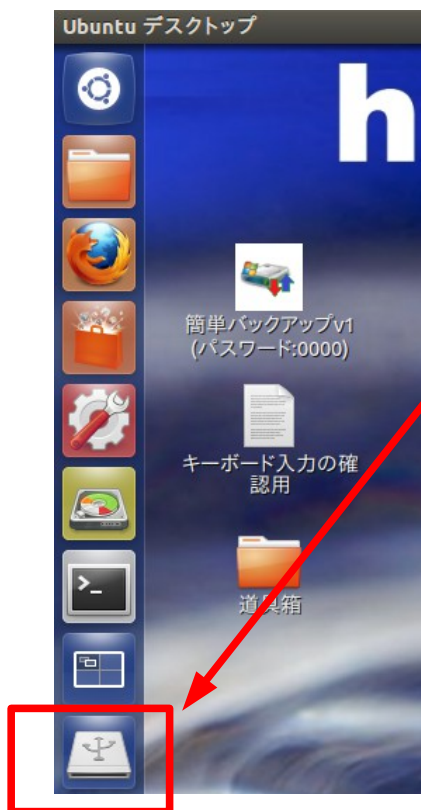 Ubuntu デスクトップ
h
簡単バックアップv1
(パスワード:0000)
キーボード入力の確
認用
道具箱
>_